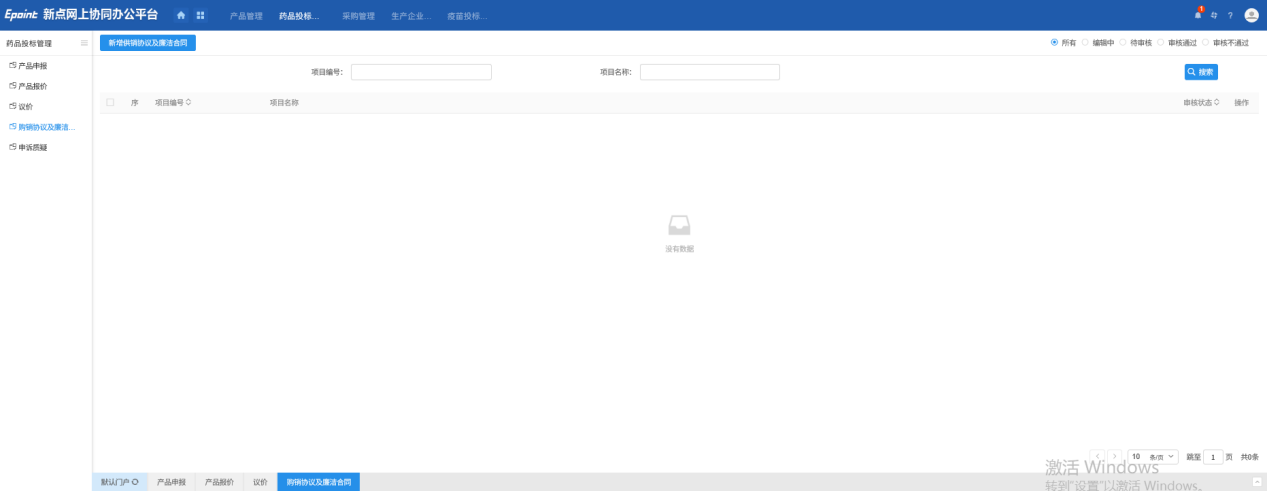 Epoint 新点网上协同办公平台 产品管理 药品投标... 采购管理 生产企业... 疫苗投标... 1 ?
药品投标管理 新增供销协议及廉洁合同 所有 编辑中 待审核 审核通过 审核不通过
产品申报
产品报价
议价
购销协议及廉洁...
申诉质疑
项目编号: 项目名称: 搜索
序 项目编号 项目名称 审核状态 操作
没有数据
10 条/页 跳至 1 页 共0条
激活 Windows
转到"设置"以激活 Windows。
默认门户 产品申报 产品报价 议价 购销协议及廉洁合同